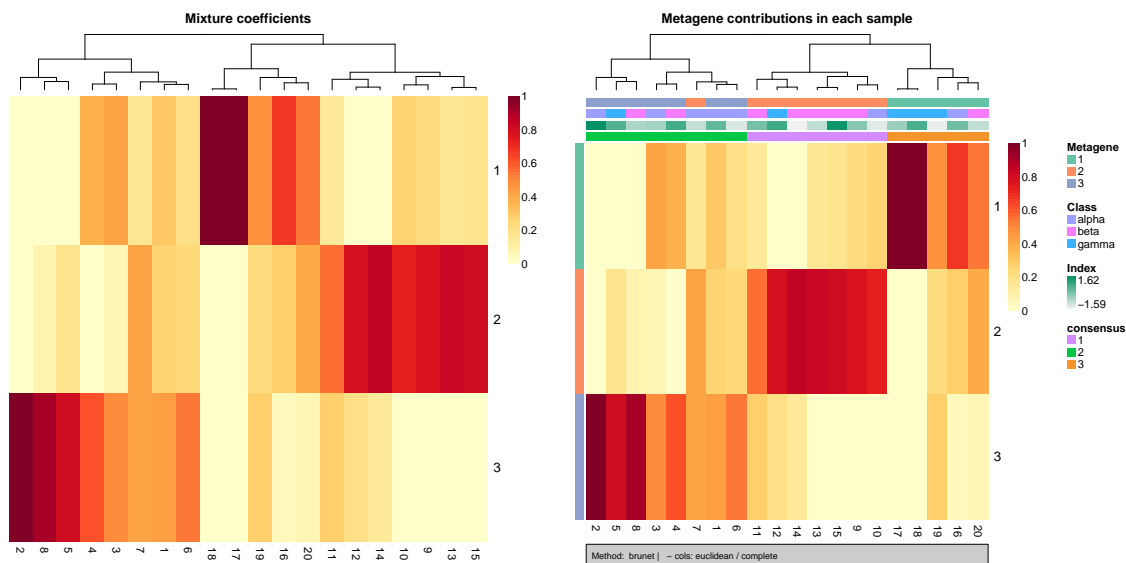 Mixture coefficients
1
2
3
2 8 5 4 3 7 1 6 18 17 19 16 20 11 12 14 10 9 13 15
1
0.8
0.6
0.4
0.2
0
Metagene contributions in each sample
1
2
3
2 5 8 3 4 7 1 6 11 12 14 13 15 9 10 17 18 19 16 20
1
0.8
0.6
0.4
0.2
0
Metagene
1
2
3
Class
alpha
beta
gamma
Index
1.62
−1.59
consensus
1
2
3
Method: brunet | − cols: euclidean / complete